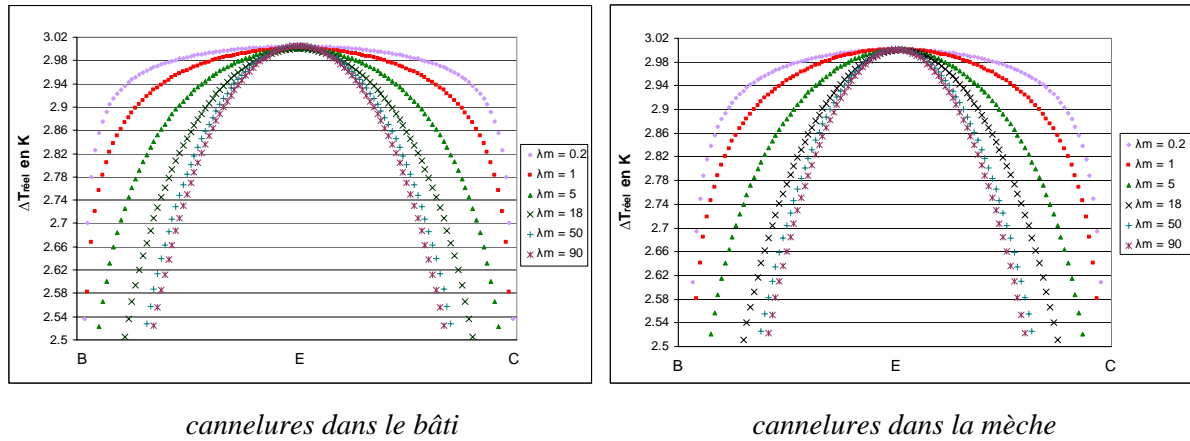 3.02
2.98
2.94
2.9
2.86
2.82
2.78
2.74
2.7
2.66
2.62
2.58
2.54
2.5
ΔTréel en K
B E C
λm = 0.2
λm = 1
λm = 5
λm = 18
λm = 50
λm = 90
3.02
2.98
2.94
2.9
2.86
2.82
2.78
2.74
2.7
2.66
2.62
2.58
2.54
2.5
ΔTréel en K
B E C
λm = 0.2
λm = 1
λm = 5
λm = 18
λm = 50
λm = 90
cannelures dans le bâti
cannelures dans la mèche